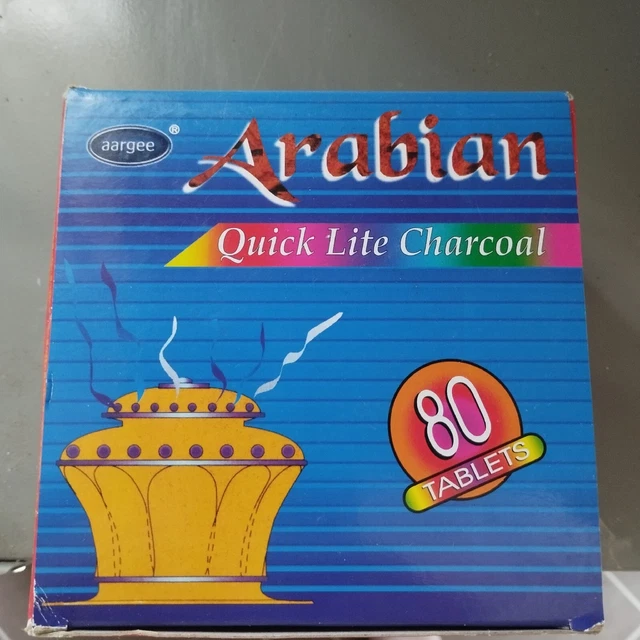 aargee ®
Arabian
Quick Lite Charcoal
80
TABLETS